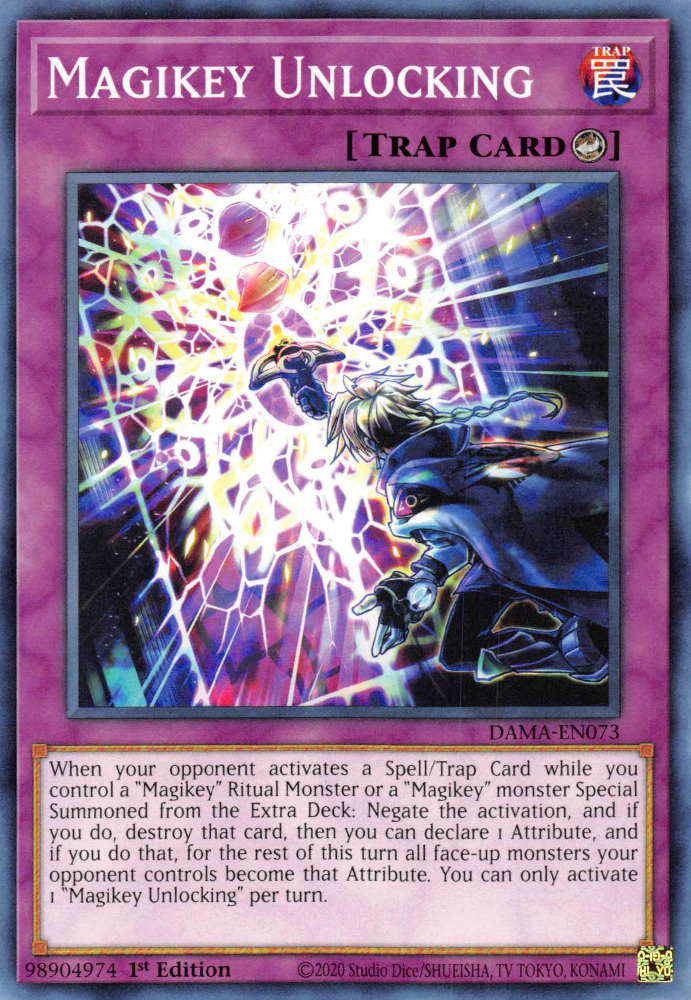 MAGIKEY UNLOCKING
TRAP
罠
[TRAP CARD]
DAMA-EN073
When your opponent activates a Spell/Trap Card while you
control a "Magikey" Ritual Monster or a "Magikey" monster Special
Summoned from the Extra Deck: Negate the activation, and if
you do, destroy that card, then you can declare 1 Attribute, and
if you do that, for the rest of this turn all face-up monsters your
opponent controls become that Attribute. You can only activate
1 "Magikey Unlocking" per turn.
98904974 1st Edition
©2020 Studio Dice/SHUEISHA, TV TOKYO, KONAMI